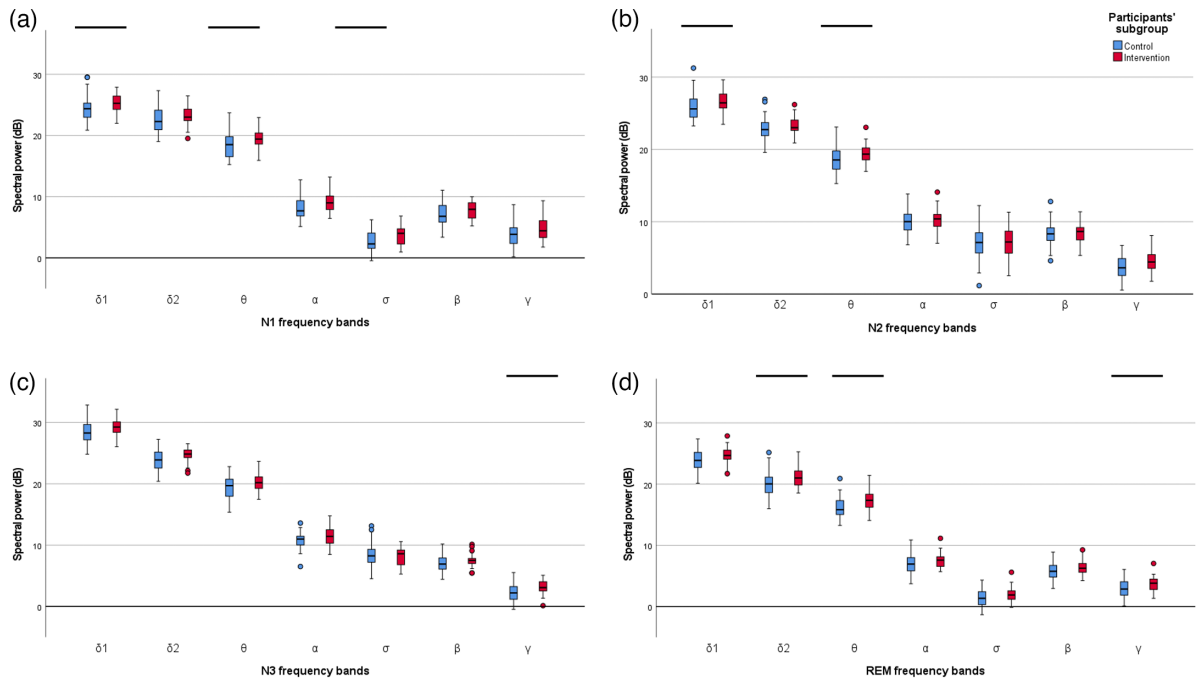 (a)
Spectral power (dB)
30
20
10
0
δ1 δ2 θ α σ β γ
N1 frequency bands
(b)
Participants'
subgroup
Control
Intervention
Spectral power (dB)
30
20
10
0
δ1 δ2 θ α σ β γ
N2 frequency bands
(c)
Spectral power (dB)
30
20
10
0
δ1 δ2 θ α σ β γ
N3 frequency bands
(d)
Spectral power (dB)
30
20
10
0
δ1 δ2 θ α σ β γ
REM frequency bands